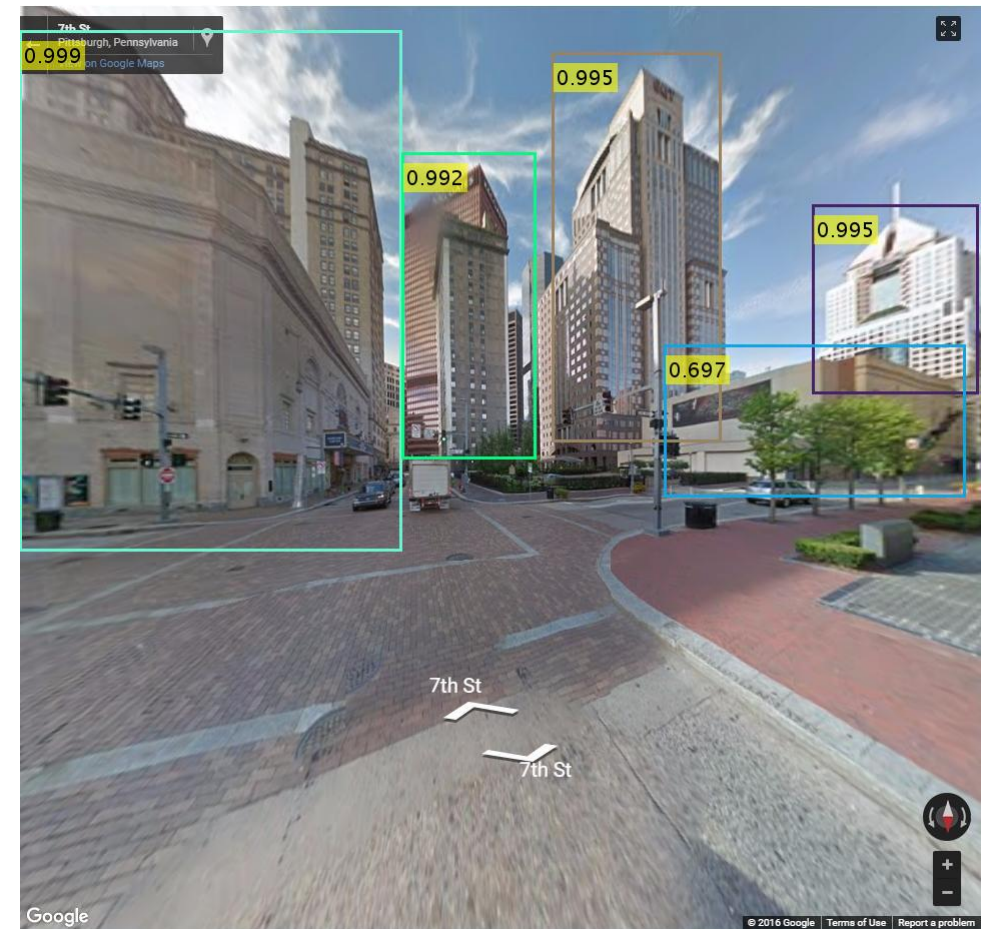 7th St
Pittsburgh, Pennsylvania
0.999
on Google Maps
0.995
0.992
0.995
0.697
7th St
7th St
+
−
Google
© 2016 Google
Terms of Use
Report a problem